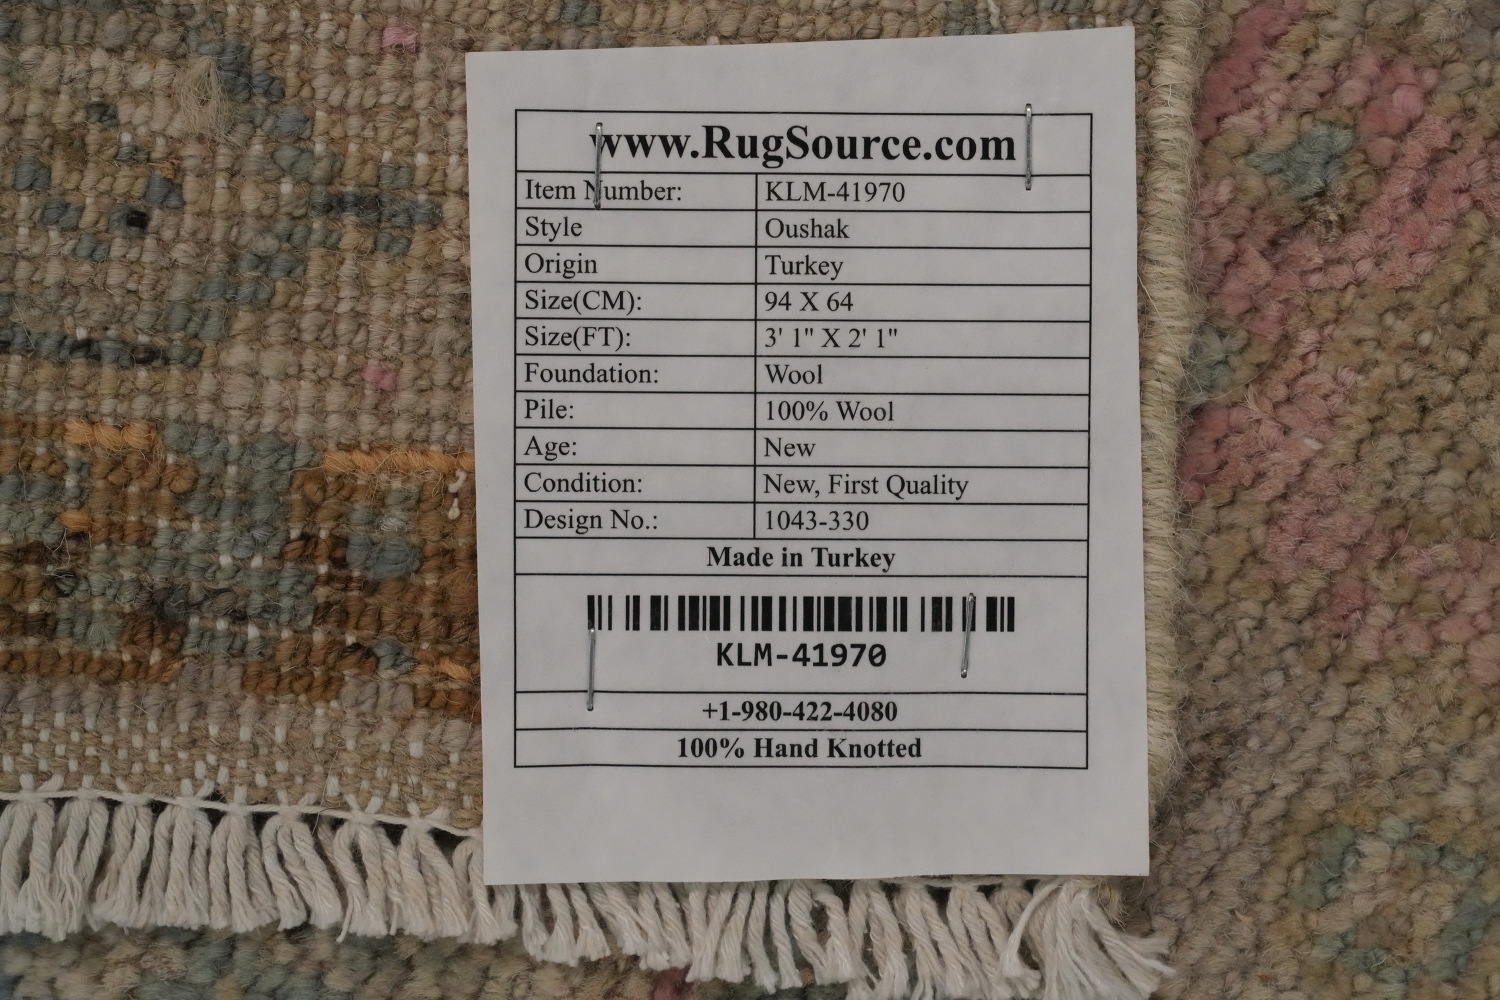 www.RugSource.com
Item Number: KLM-41970
Style Oushak
Origin Turkey
Size(CM): 94 X 64
Size(FT): 3' 1" X 2' 1"
Foundation: Wool
Pile: 100% Wool
Age: New
Condition: New, First Quality
Design No.: 1043-330
Made in Turkey
KLM-41970
+1-980-422-4080
100% Hand Knotted